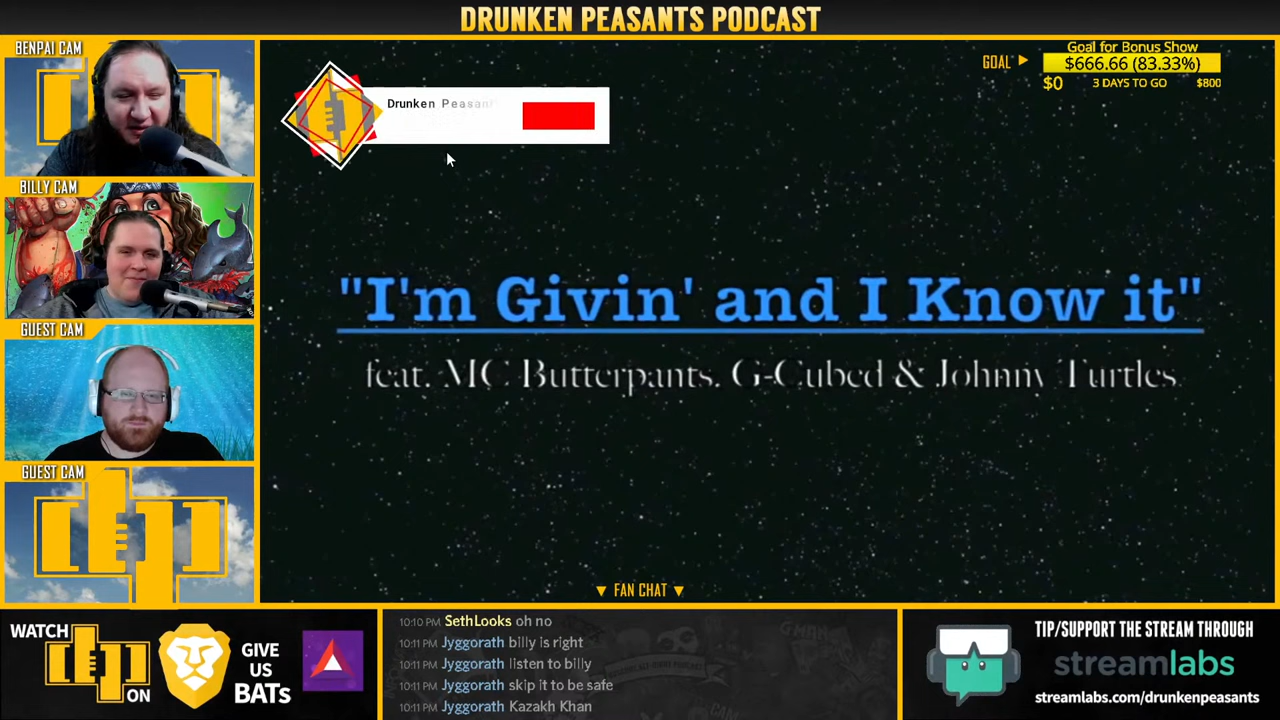 DRUNKEN PEASANTS PODCAST
BENPAI CAM
BILLY CAM
GUEST CAM
GUEST CAM
Drunken Peasant
GOAL ▶
Goal for Bonus Show
$666.66 (83.33%)
$0 3 DAYS TO GO $800
"I'm Givin' and I Know it"
feat. MC Butterpants. G-Cubed & Johnny Turtles
▼ FAN CHAT ▼
WATCH
ON
GIVE
US
BATs
10:10 PM SethLooks oh no
10:11 PM Jyggorath billy is right
10:11 PM Jyggorath listen to billy
10:11 PM Jyggorath skip it to be safe
10:11 PM Jyggorath Kazakh Khan
TIP/SUPPORT THE STREAM THROUGH
streamlabs
streamlabs.com/drunkenpeasants